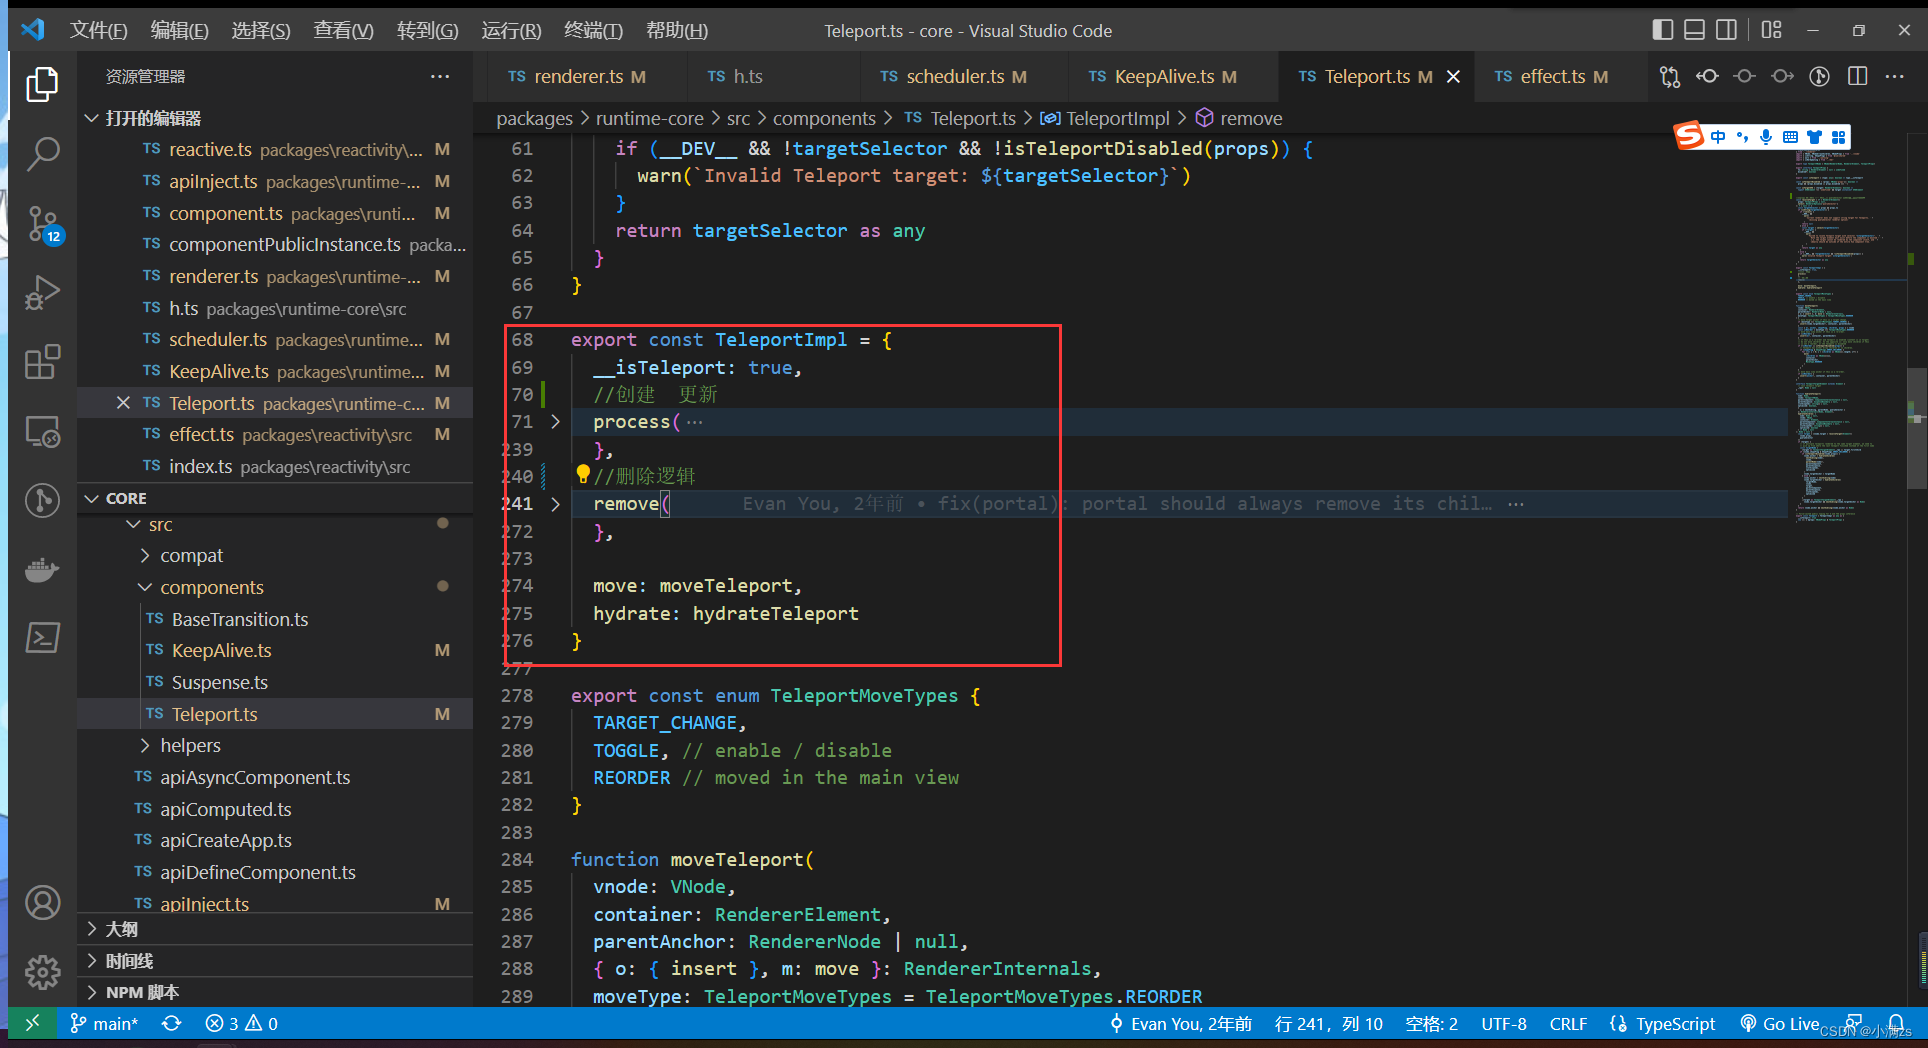 文件(F) 编辑(E) 选择(S) 查看(V) 转到(G) 运行(R) 终端(T) 帮助(H) Teleport.ts - core - Visual Studio Code
资源管理器 ···
打开的编辑器
TS reactive.ts packages\reactivity\... M
TS apiInject.ts packages\runtime-... M
TS component.ts packages\runti... M
TS componentPublicInstance.ts packa...
TS renderer.ts packages\runtime-... M
TS h.ts packages\runtime-core\src
TS scheduler.ts packages\runtime... M
TS KeepAlive.ts packages\runtime... M
TS Teleport.ts packages\runtime-c... M
TS effect.ts packages\reactivity\src M
TS index.ts packages\reactivity\src
12
CORE
src
compat
components
TS BaseTransition.ts
TS KeepAlive.ts M
TS Suspense.ts
TS Teleport.ts M
helpers
TS apiAsyncComponent.ts
TS apiComputed.ts
TS apiCreateApp.ts
TS apiDefineComponent.ts
TS apiInject.ts M
大纲
时间线
NPM 脚本
TS renderer.ts M TS h.ts TS scheduler.ts M TS KeepAlive.ts M TS Teleport.ts M TS effect.ts M
packages > runtime-core > src > components > TS Teleport.ts > TeleportImpl > remove
中
61 if (__DEV__ && !targetSelector && !isTeleportDisabled(props)) {
62 warn(`Invalid Teleport target: ${targetSelector}`)
63 }
64 return targetSelector as any
65 }
66 }
67
68 export const TeleportImpl = {
69 __isTeleport: true,
70 //创建 更新
71 process(···
239 },
240 //删除逻辑
241 remove( Evan You, 2年前 • fix(portal): portal should always remove its chil… ···
272 },
273
274 move: moveTeleport,
275 hydrate: hydrateTeleport
276 }
277
278 export const enum TeleportMoveTypes {
279 TARGET_CHANGE,
280 TOGGLE, // enable / disable
281 REORDER // moved in the main view
282 }
283
284 function moveTeleport(
285 vnode: VNode,
286 container: RendererElement,
287 parentAnchor: RendererNode | null,
288 { o: { insert }, m: move }: RendererInternals,
289 moveType: TeleportMoveTypes = TeleportMoveTypes.REORDER
main* 3 0 Evan You, 2年前 行 241，列 10 空格: 2 UTF-8 CRLF TypeScript Go Live
CSDN @小满zs